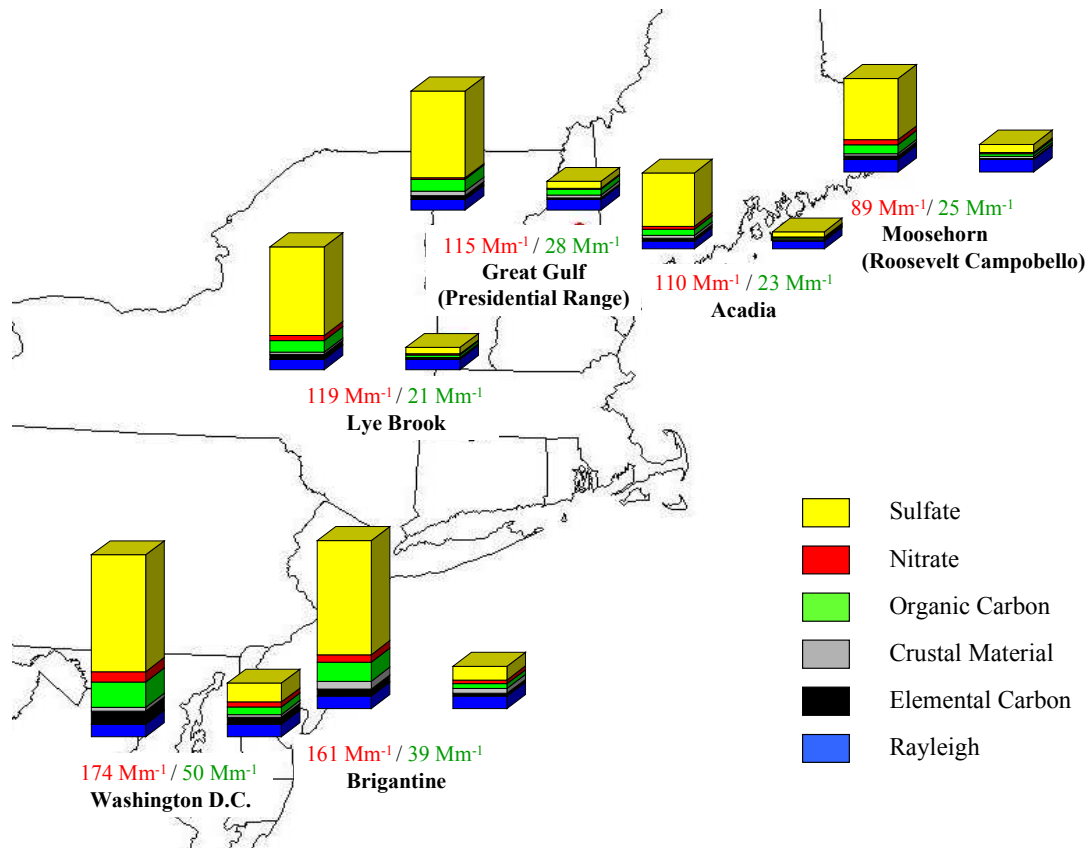 89 Mm⁻¹/ 25 Mm⁻¹
Moosehorn
(Roosevelt Campobello)
115 Mm⁻¹ / 28 Mm⁻¹
Great Gulf
(Presidential Range)
110 Mm⁻¹ / 23 Mm⁻¹
Acadia
119 Mm⁻¹ / 21 Mm⁻¹
Lye Brook
Sulfate
Nitrate
Organic Carbon
Crustal Material
Elemental Carbon
Rayleigh
161 Mm⁻¹ / 39 Mm⁻¹
Brigantine
174 Mm⁻¹ / 50 Mm⁻¹
Washington D.C.